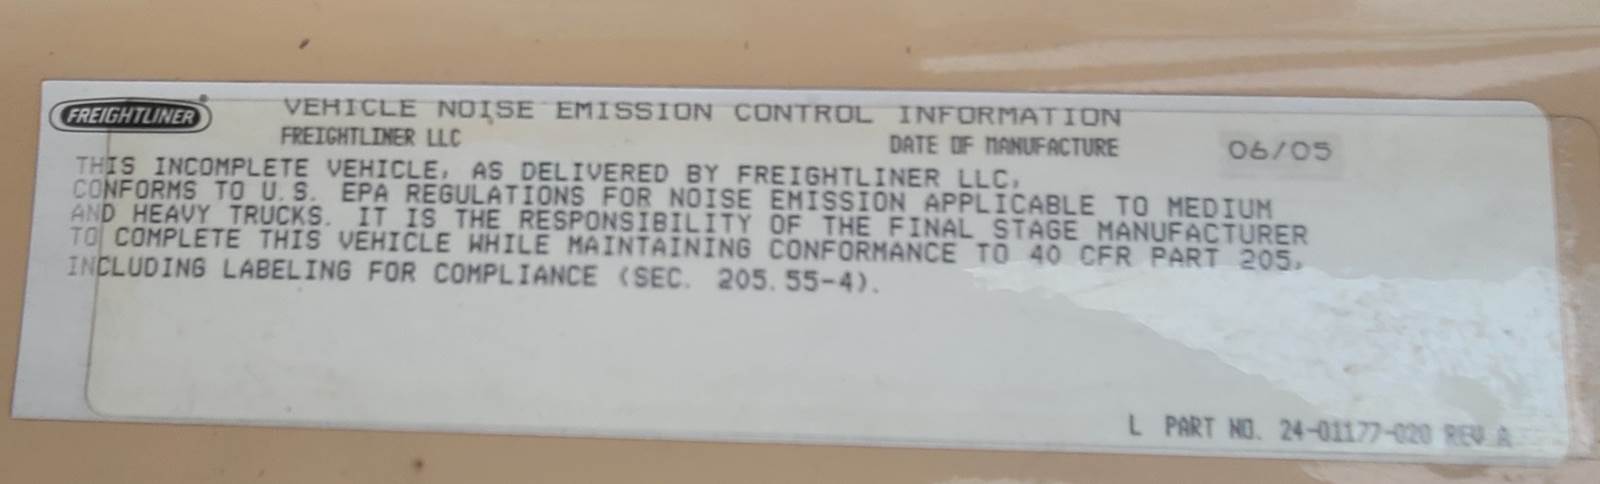 FREIGHTLINER®
VEHICLE NOISE EMISSION CONTROL INFORMATION
FREIGHTLINER LLC DATE OF MANUFACTURE 06/05
THIS INCOMPLETE VEHICLE, AS DELIVERED BY FREIGHTLINER LLC,
CONFORMS TO U.S. EPA REGULATIONS FOR NOISE EMISSION APPLICABLE TO MEDIUM
AND HEAVY TRUCKS. IT IS THE RESPONSIBILITY OF THE FINAL STAGE MANUFACTURER
TO COMPLETE THIS VEHICLE WHILE MAINTAINING CONFORMANCE TO 40 CFR PART 205,
INCLUDING LABELING FOR COMPLIANCE (SEC. 205.55-4).
L PART NO. 24-01177-020 REV A